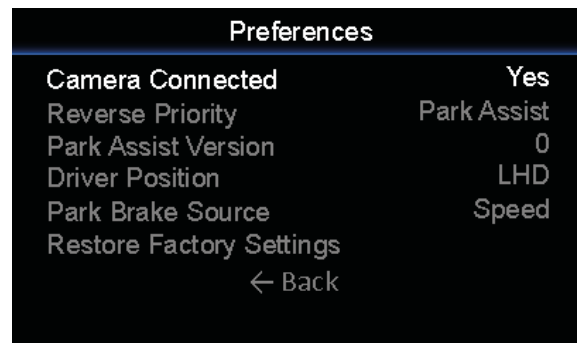 Preferences
Camera Connected Yes
Reverse Priority Park Assist
Park Assist Version 0
Driver Position LHD
Park Brake Source Speed
Restore Factory Settings
← Back